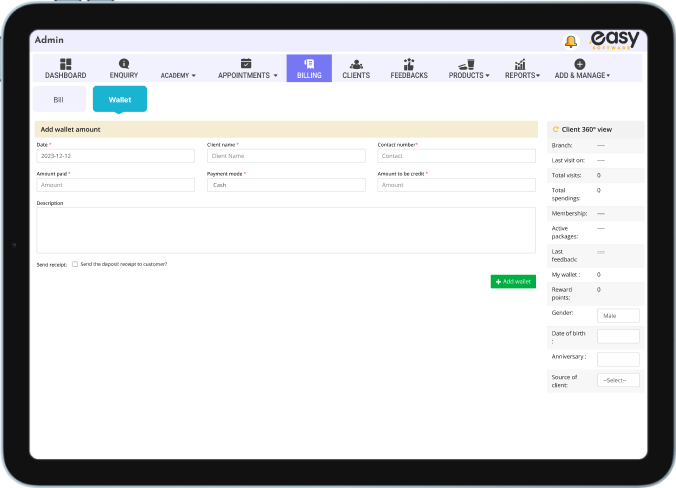 Admin
easy
SOFTWARE
DASHBOARD ENQUIRY ACADEMY APPOINTMENTS BILLING CLIENTS FEEDBACKS PRODUCTS REPORTS ADD & MANAGE
Bill Wallet
Add wallet amount
Date * Client name * Contact number*
2023-12-12 Client Name Contact
Amount paid * Payment mode * Amount to be credit *
Amount Cash Amount
Description
Send receipt: Send the deposit receipt to customer?
+ Add wallet
Client 360° view
Branch: ----
Last visit on: ----
Total visits: 0
Total 0
spendings:
Membership: ----
Active ----
packages:
Last ----
feedback:
My wallet : 0
Reward 0
points:
Gender: Male
Date of birth
:
Anniversary :
Source of --Select--
client: